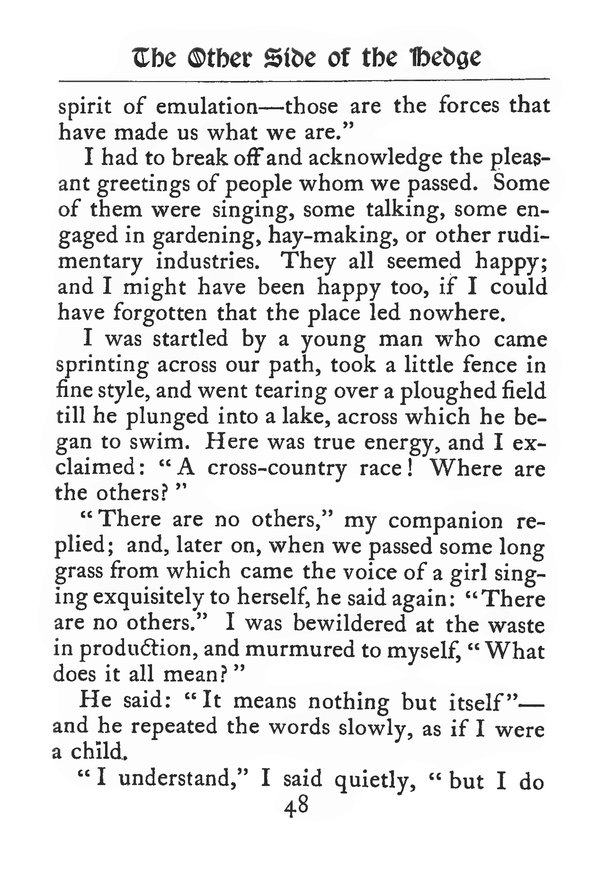 The Other Side of the Hedge
spirit of emulation—those are the forces that
have made us what we are.”
I had to break off and acknowledge the pleas-
ant greetings of people whom we passed. Some
of them were singing, some talking, some en-
gaged in gardening, hay-making, or other rudi-
mentary industries. They all seemed happy;
and I might have been happy too, if I could
have forgotten that the place led nowhere.
I was startled by a young man who came
sprinting across our path, took a little fence in
fine style, and went tearing over a ploughed field
till he plunged into a lake, across which he be-
gan to swim. Here was true energy, and I ex-
claimed: “A cross-country race! Where are
the others?”
“There are no others,” my companion re-
plied; and, later on, when we passed some long
grass from which came the voice of a girl sing-
ing exquisitely to herself, he said again: “There
are no others.” I was bewildered at the waste
in production, and murmured to myself, “What
does it all mean?”
He said: “It means nothing but itself”—
and he repeated the words slowly, as if I were
a child.
“I understand,” I said quietly, “but I do
48